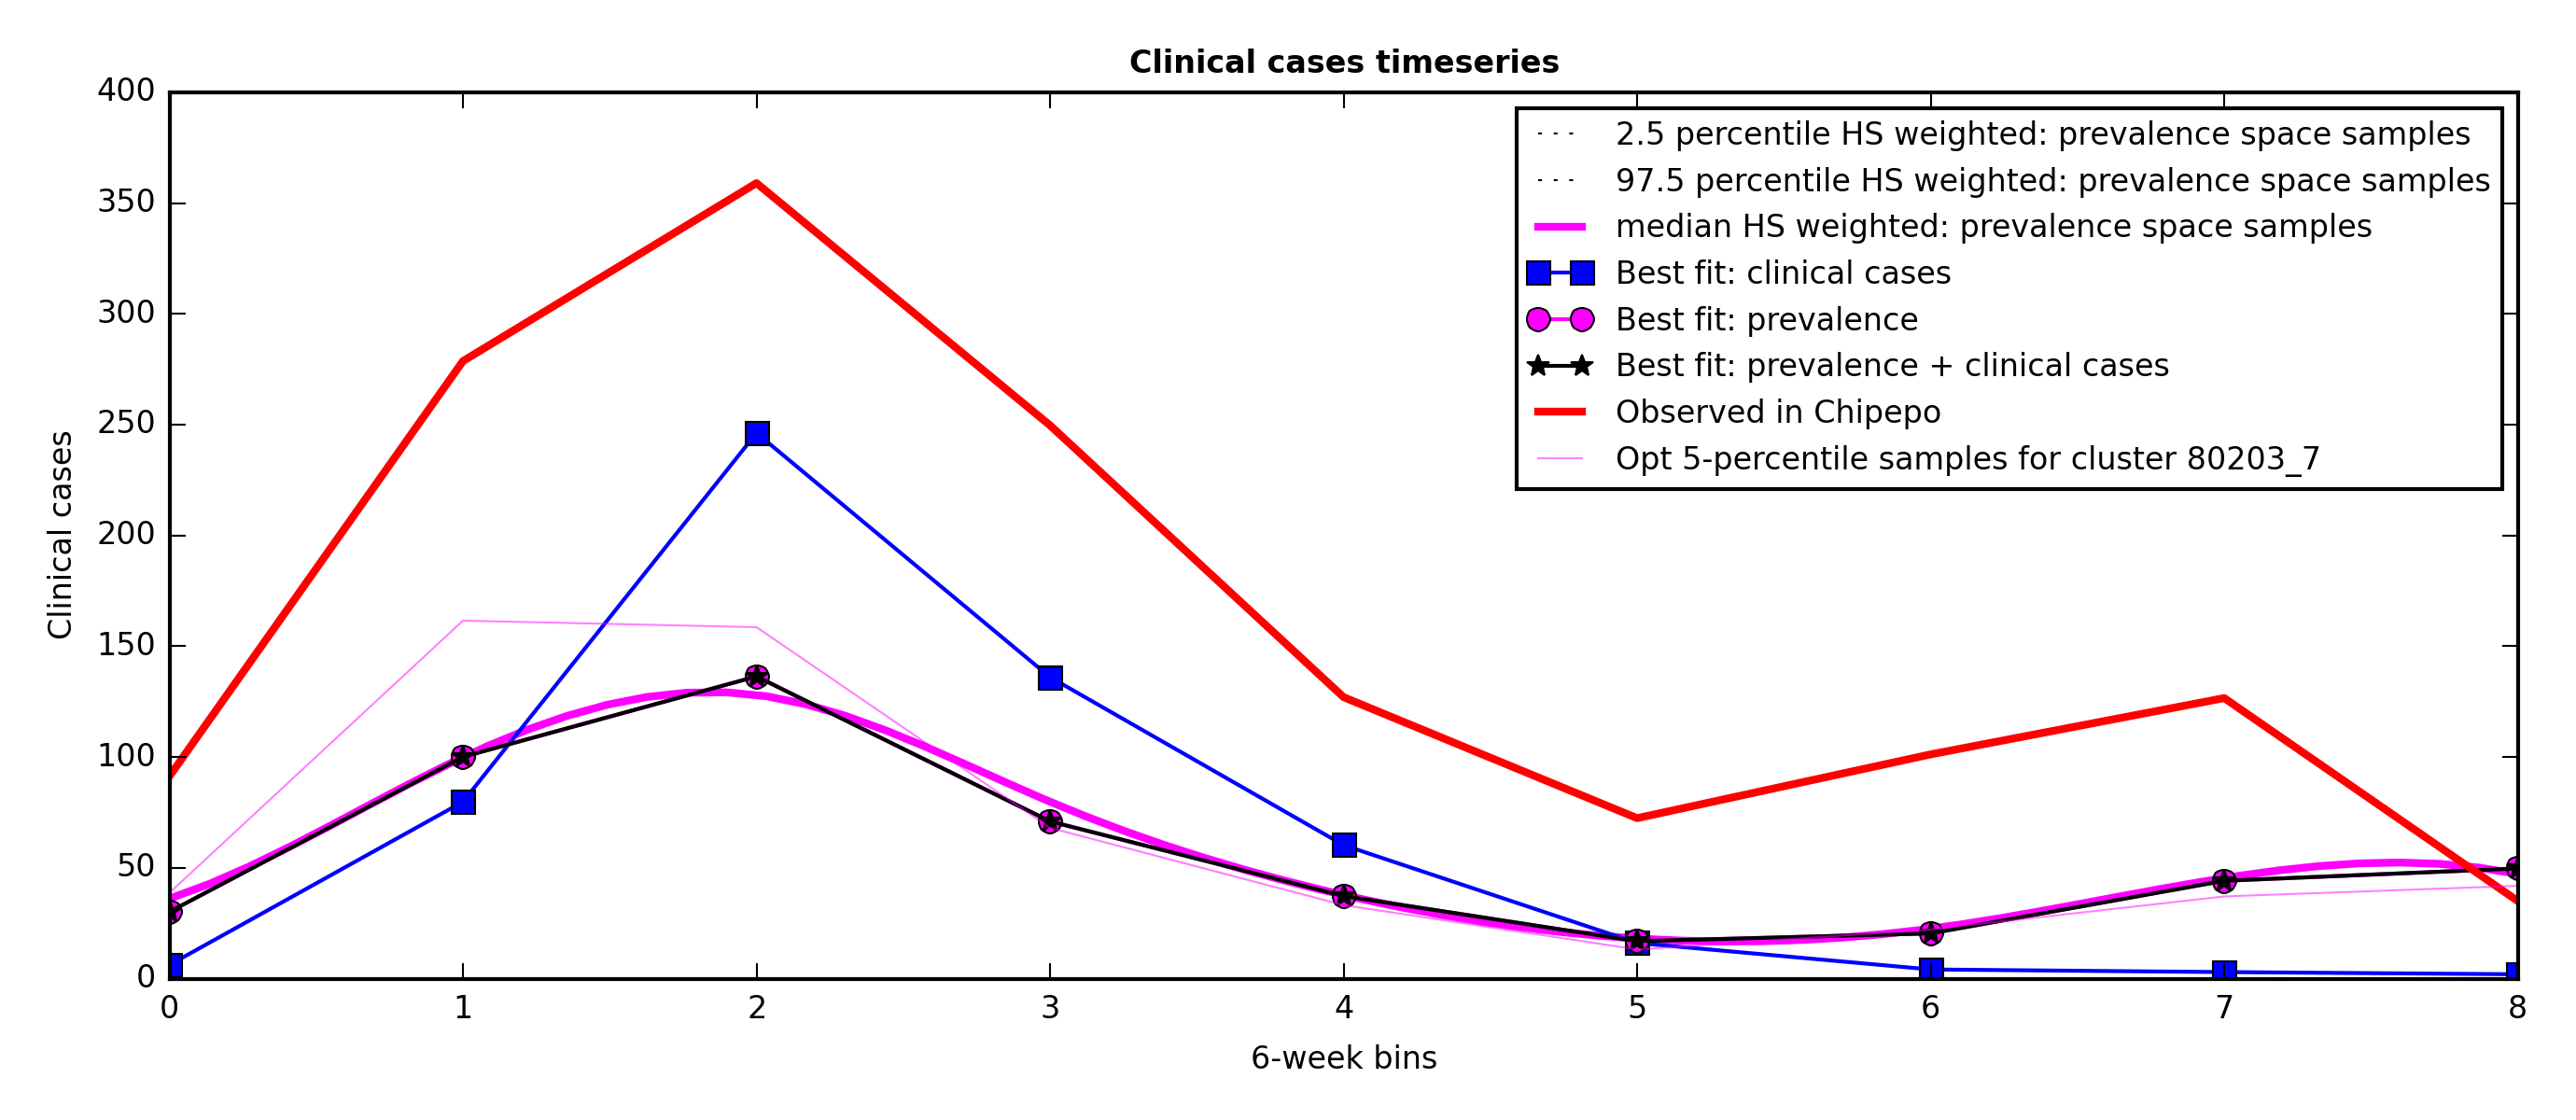 Clinical cases timeseries
400
350
300
250
200
150
100
50
0
Clinical cases
2.5 percentile HS weighted: prevalence space samples
97.5 percentile HS weighted: prevalence space samples
median HS weighted: prevalence space samples
Best fit: clinical cases
Best fit: prevalence
Best fit: prevalence + clinical cases
Observed in Chipepo
Opt 5-percentile samples for cluster 80203_7
0 1 2 3 4 5 6 7 8
6-week bins